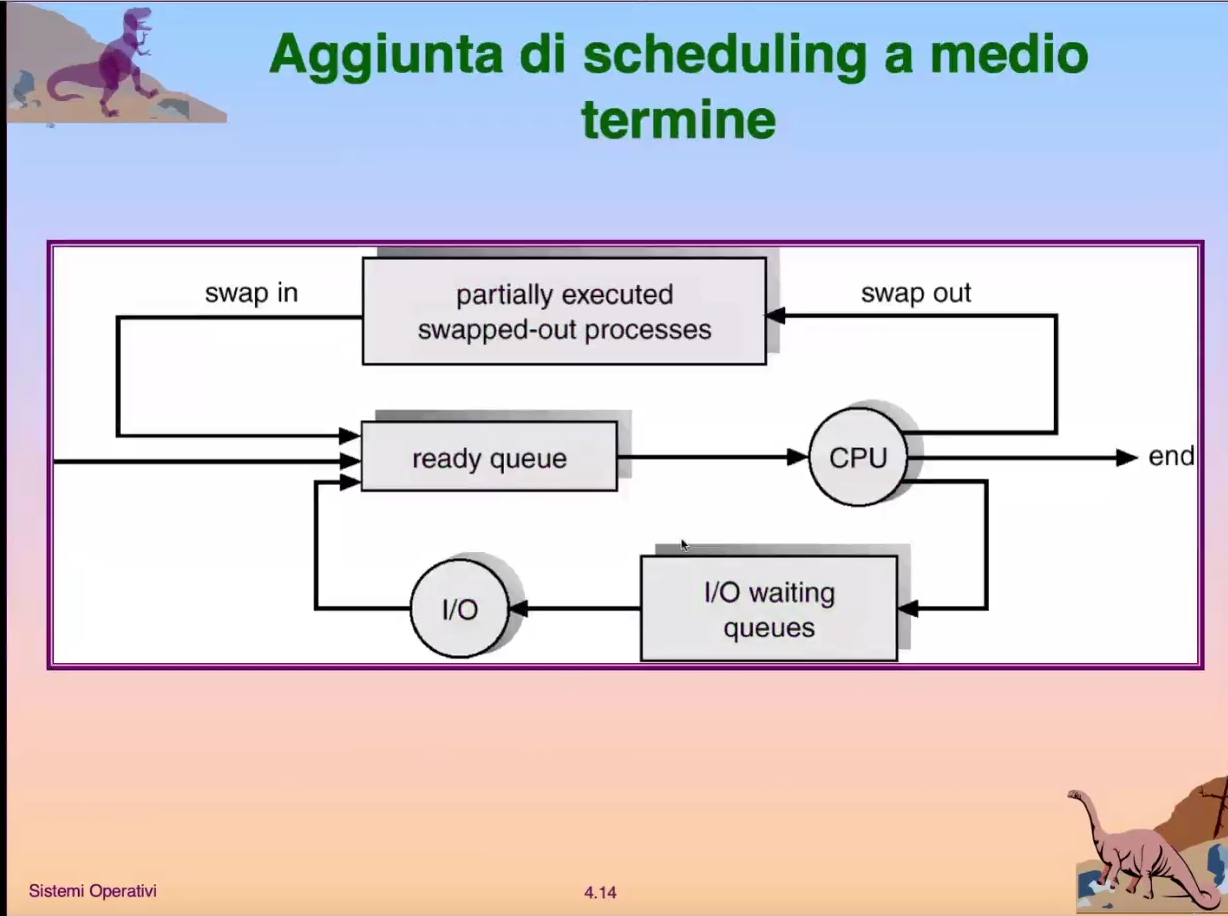 Aggiunta di scheduling a medio
termine
swap in
partially executed
swapped-out processes
swap out
ready queue
CPU
end
I/O
I/O waiting
queues
Sistemi Operativi
4.14